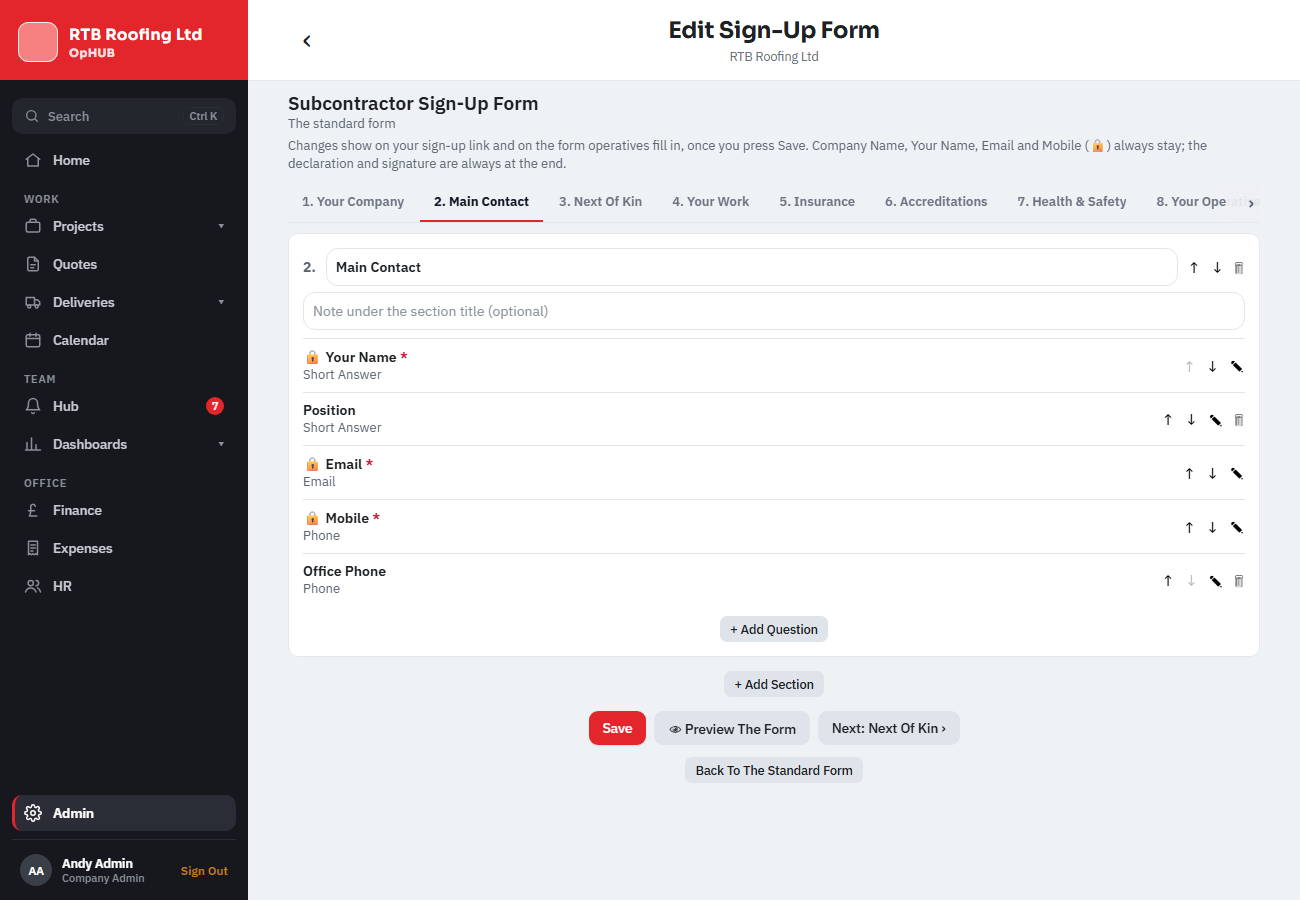 RTB Roofing Ltd
OpHUB
Search Ctrl K
Home
WORK
Projects
Quotes
Deliveries
Calendar
TEAM
Hub 7
Dashboards
OFFICE
Finance
Expenses
HR
Admin
AA Andy Admin
Company Admin
Sign Out
Edit Sign-Up Form
RTB Roofing Ltd
Subcontractor Sign-Up Form
The standard form
Changes show on your sign-up link and on the form operatives fill in, once you press Save. Company Name, Your Name, Email and Mobile (🔒) always stay; the
declaration and signature are always at the end.
1. Your Company 2. Main Contact 3. Next Of Kin 4. Your Work 5. Insurance 6. Accreditations 7. Health & Safety 8. Your Operatives
2. Main Contact ↑ ↓
Note under the section title (optional)
🔒 Your Name *
Short Answer
↑ ↓
Position
Short Answer
↑ ↓
🔒 Email *
Email
↑ ↓
🔒 Mobile *
Phone
↑ ↓
Office Phone
Phone
↑ ↓
+ Add Question
+ Add Section
Save Preview The Form Next: Next Of Kin ›
Back To The Standard Form